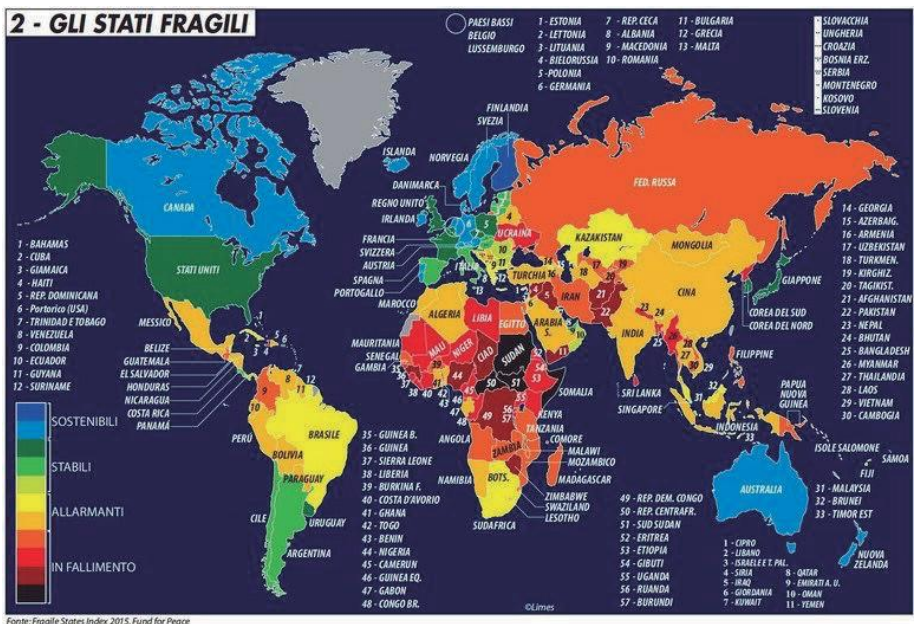 2 - GLI STATI FRAGILI
PAESI BASSI
BELGIO
LUSSEMBURGO
1 - ESTONIA
2 - LETTONIA
3 - LITUANIA
4 - BIELORUSSIA
5 - POLONIA
6 - GERMANIA
7 - REP. CECA
8 - ALBANIA
9 - MACEDONIA
10 - ROMANIA
11 - BULGARIA
12 - GRECIA
13 - MALTA
SLOVACCHIA
UNGHERIA
CROAZIA
BOSNIA ERZ.
SERBIA
MONTENEGRO
KOSOVO
SLOVENIA
FINLANDIA
SVEZIA
ISLANDA
NORVEGIA
DANIMARCA
REGNO UNITO
IRLANDA
FRANCIA
SVIZZERA
AUSTRIA
SPAGNA
PORTOGALLO
ITALIA
MAROCCO
CANADA
STATI UNITI
FED. RUSSA
UCRAINA
KAZAKISTAN
MONGOLIA
TURCHIA
IRAN
CINA
GIAPPONE
COREA DEL SUD
COREA DEL NORD
1 - BAHAMAS
2 - CUBA
3 - GIAMAICA
4 - HAITI
5 - REP. DOMINICANA
6 - Portorico (USA)
7 - TRINIDAD E TOBAGO
8 - VENEZUELA
9 - COLOMBIA
10 - ECUADOR
11 - GUYANA
12 - SURINAME
14 - GEORGIA
15 - AZERBAIG.
16 - ARMENIA
17 - UZBEKISTAN
18 - TURKMEN.
19 - KIRGHIZ.
20 - TAGIKIST.
21 - AFGHANISTAN
22 - PAKISTAN
23 - NEPAL
24 - BHUTAN
25 - BANGLADESH
26 - MYANMAR
27 - THAILANDIA
28 - LAOS
29 - VIETNAM
30 - CAMBOGIA
MESSICO
BELIZE
GUATEMALA
EL SALVADOR
HONDURAS
NICARAGUA
COSTA RICA
PANAMÁ
MAURITANIA
SENEGAL
GAMBIA
ALGERIA
LIBIA
EGITTO
ARABIA S.
MALI
NIGER
CIAD
SUDAN
SOMALIA
INDIA
SRI LANKA
SINGAPORE
FILIPPINE
PAPUA
NUOVA
GUINEA
INDONESIA
ISOLE SALOMONE
SAMOA
FIJI
31 - MALAYSIA
32 - BRUNEI
33 - TIMOR EST
KENYA
TANZANIA
COMORE
MALAWI
MOZAMBICO
MADAGASCAR
ANGOLA
ZAMBIA
NAMIBIA
BOTS.
ZIMBABWE
SWAZILAND
LESOTHO
SUDAFRICA
PERÚ
BRASILE
BOLIVIA
PARAGUAY
CILE
URUGUAY
ARGENTINA
AUSTRALIA
NUOVA
ZELANDA
SOSTENIBILI
STABILI
ALLARMANTI
IN FALLIMENTO
35 - GUINEA B.
36 - GUINEA
37 - SIERRA LEONE
38 - LIBERIA
39 - BURKINA F.
40 - COSTA D'AVORIO
41 - GHANA
42 - TOGO
43 - BENIN
44 - NIGERIA
45 - CAMERUN
46 - GUINEA EQ.
47 - GABON
48 - CONGO BR.
49 - REP. DEM. CONGO
50 - REP. CENTRAFR.
51 - SUD SUDAN
52 - ERITREA
53 - ETIOPIA
54 - GIBUTI
55 - UGANDA
56 - RUANDA
57 - BURUNDI
1 - CIPRO
2 - LIBANO
3 - ISRAELE ET. PAL.
4 - SIRIA
5 - IRAQ
6 - GIORDANIA
7 - KUWAIT
8 - QATAR
9 - EMIRATI A. U.
10 - OMAN
11 - YEMEN
©Limes
Fonte: Fragile States Index 2015, Fund for Peace